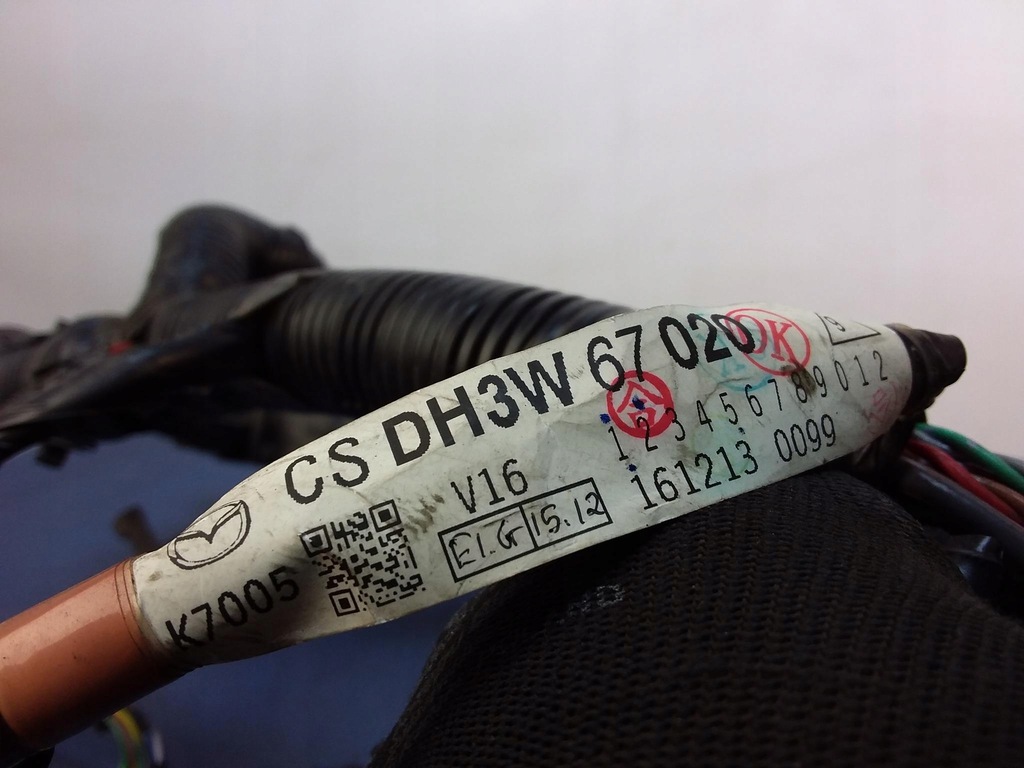 CS DH3W 67 020 OK 9
V16 1 2 3 4 5 6 7 8 9 0 1 2
K7005 15.12 161213 0099